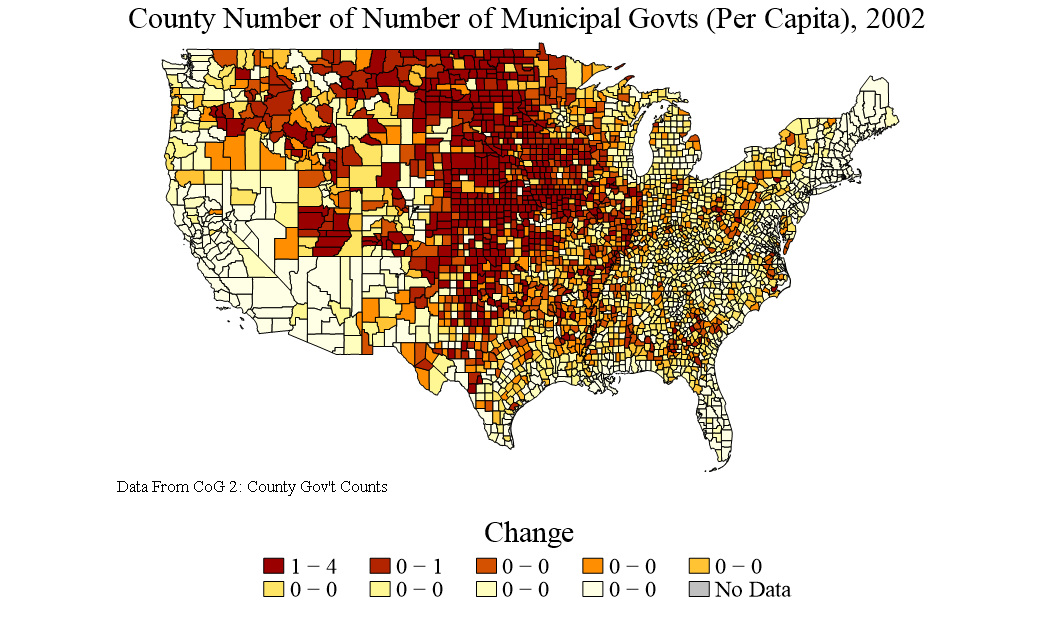 County Number of Number of Municipal Govts (Per Capita), 2002
Data From CoG 2: County Gov't Counts
Change
1 − 4 0 − 1 0 − 0 0 − 0 0 − 0
0 − 0 0 − 0 0 − 0 0 − 0 No Data